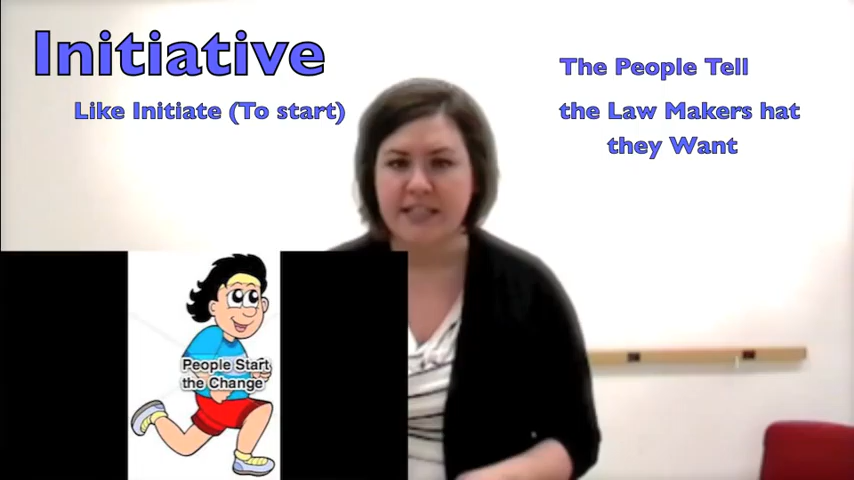 Initiative
Like Initiate (To start)
The People Tell
the Law Makers hat
they Want
People Start
the Change